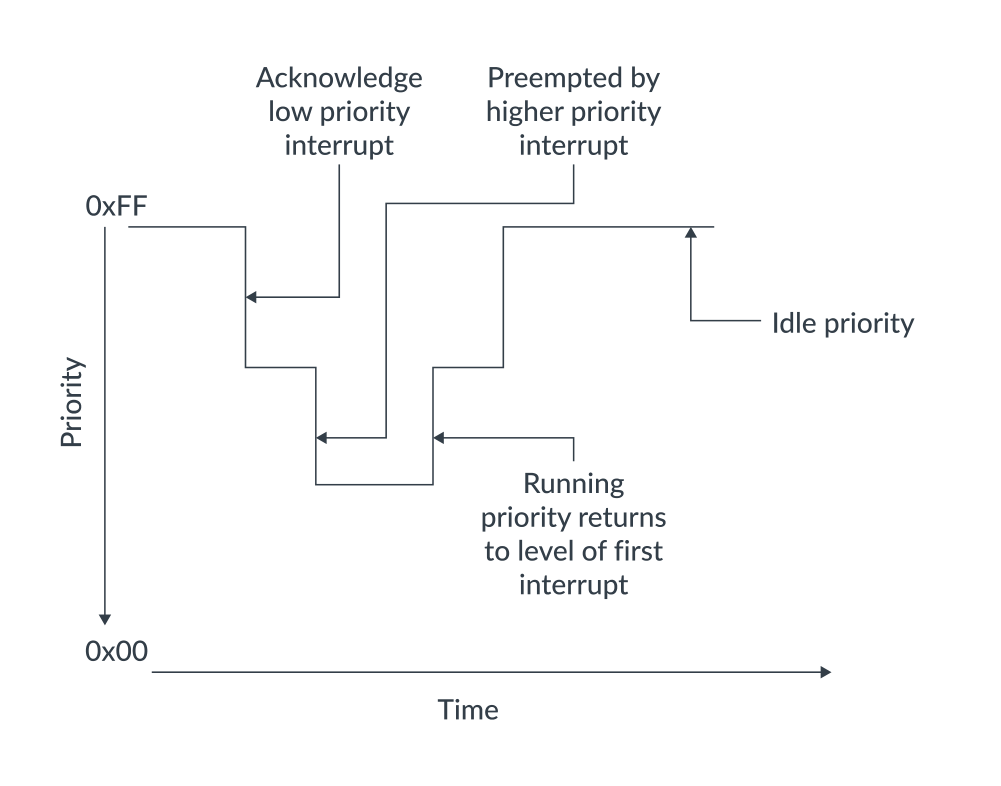 Acknowledge
low priority
interrupt
Preempted by
higher priority
interrupt
0xFF
Idle priority
Priority
Running
priority returns
to level of first
interrupt
0x00
Time